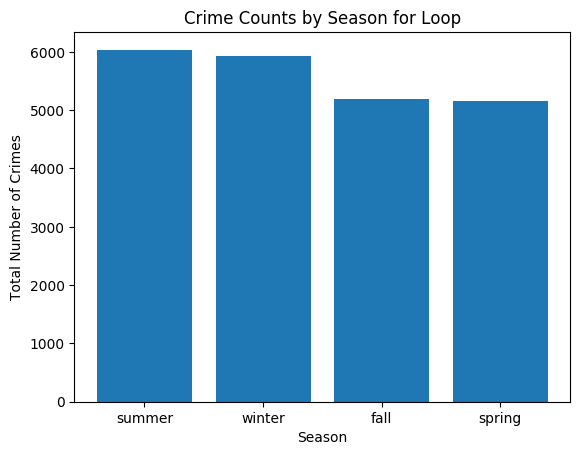 Crime Counts by Season for Loop
Total Number of Crimes
6000
5000
4000
3000
2000
1000
0
summer winter fall spring
Season